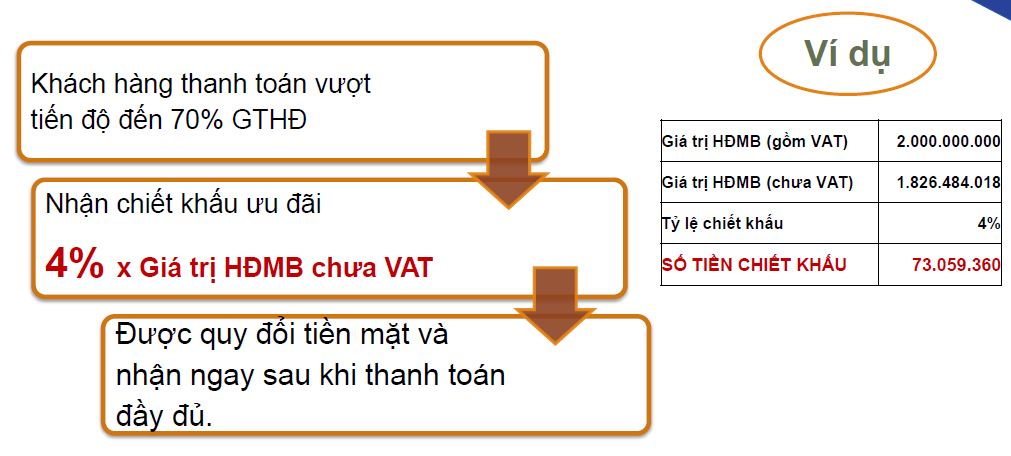 Khách hàng thanh toán vượt
tiến độ đến 70% GTHĐ
Nhận chiết khấu ưu đãi
4% x Giá trị HĐMB chưa VAT
Được quy đổi tiền mặt và
nhận ngay sau khi thanh toán
đầy đủ.
Ví dụ
Giá trị HĐMB (gồm VAT) 2.000.000.000
Giá trị HĐMB (chưa VAT) 1.826.484.018
Tỷ lệ chiết khấu 4%
SỐ TIỀN CHIẾT KHẤU 73.059.360